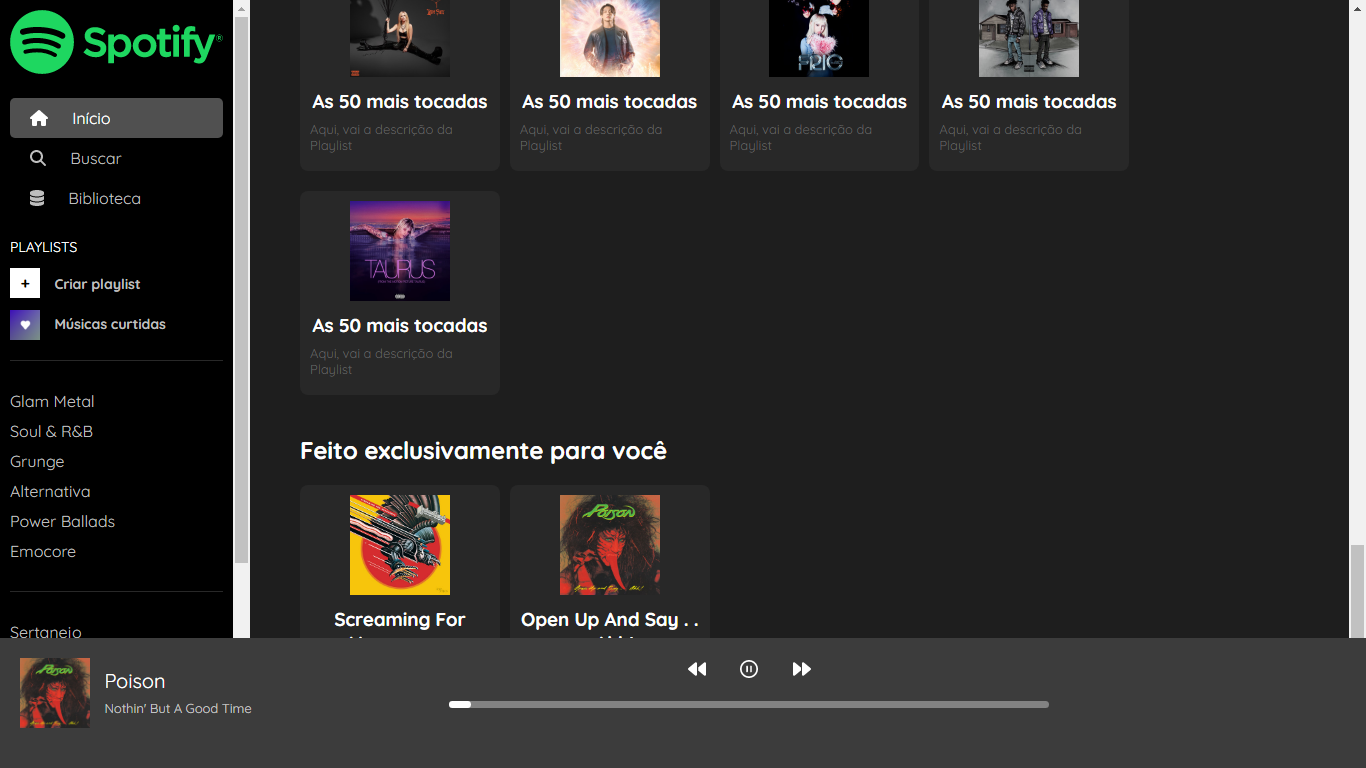 Spotify®
Início
Buscar
Biblioteca
PLAYLISTS
+ Criar playlist
Músicas curtidas
Glam Metal
Soul & R&B
Grunge
Alternativa
Power Ballads
Emocore
Sertanejo
FRIO
As 50 mais tocadas
Aqui, vai a descrição da
Playlist
As 50 mais tocadas
Aqui, vai a descrição da
Playlist
As 50 mais tocadas
Aqui, vai a descrição da
Playlist
As 50 mais tocadas
Aqui, vai a descrição da
Playlist
TAURUS
As 50 mais tocadas
Aqui, vai a descrição da
Playlist
Feito exclusivamente para você
Screaming For
Poison
Open Up And Say . .
Poison
Poison
Nothin' But A Good Time